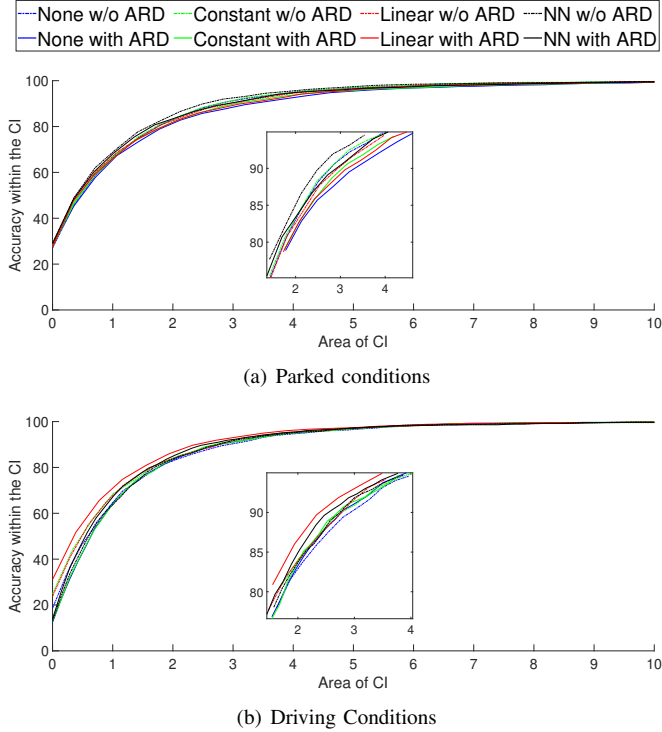 None w/o ARD Constant w/o ARD Linear w/o ARD NN w/o ARD
None with ARD Constant with ARD Linear with ARD NN with ARD
100
80
60
40
20
0
Accuracy within the CI
90
85
80
2 3 4
0 1 2 3 4 5 6 7 8 9 10
Area of CI
(a) Parked conditions
100
80
60
40
20
0
Accuracy within the CI
90
85
80
2 3 4
0 1 2 3 4 5 6 7 8 9 10
Area of CI
(b) Driving Conditions